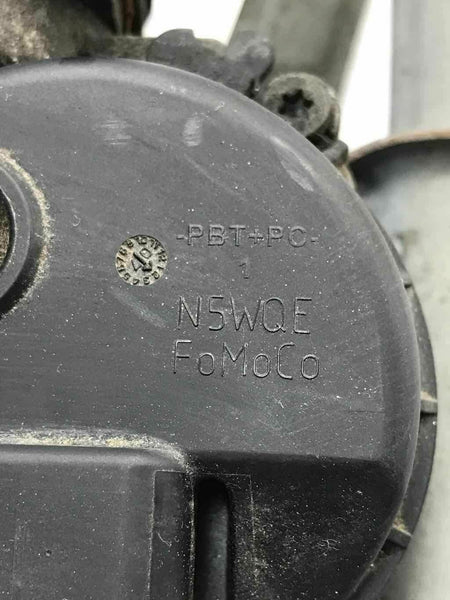 -PBT+PC-
1
N5WQE
FoMoCo